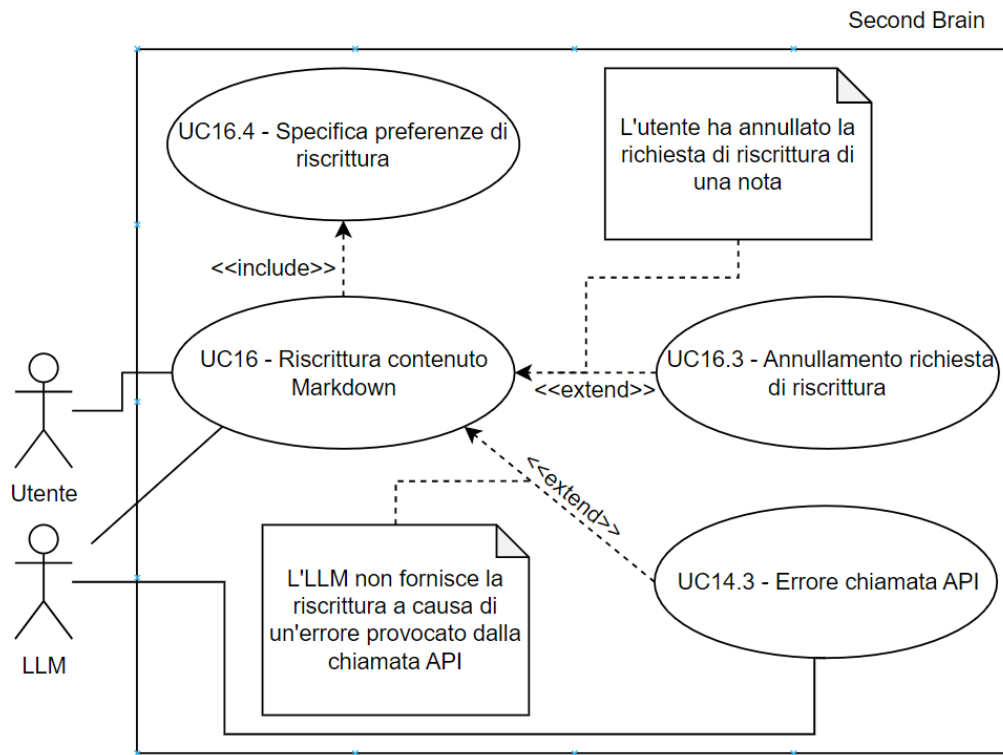 Second Brain
UC16.4 - Specifica preferenze di
riscrittura
L'utente ha annullato la
richiesta di riscrittura di
una nota
<<include>>
UC16 - Riscrittura contenuto
Markdown
<<extend>>
UC16.3 - Annullamento richiesta
di riscrittura
Utente
<<extend>>
LLM
L'LLM non fornisce la
riscrittura a causa di
un'errore provocato dalla
chiamata API
UC14.3 - Errore chiamata API